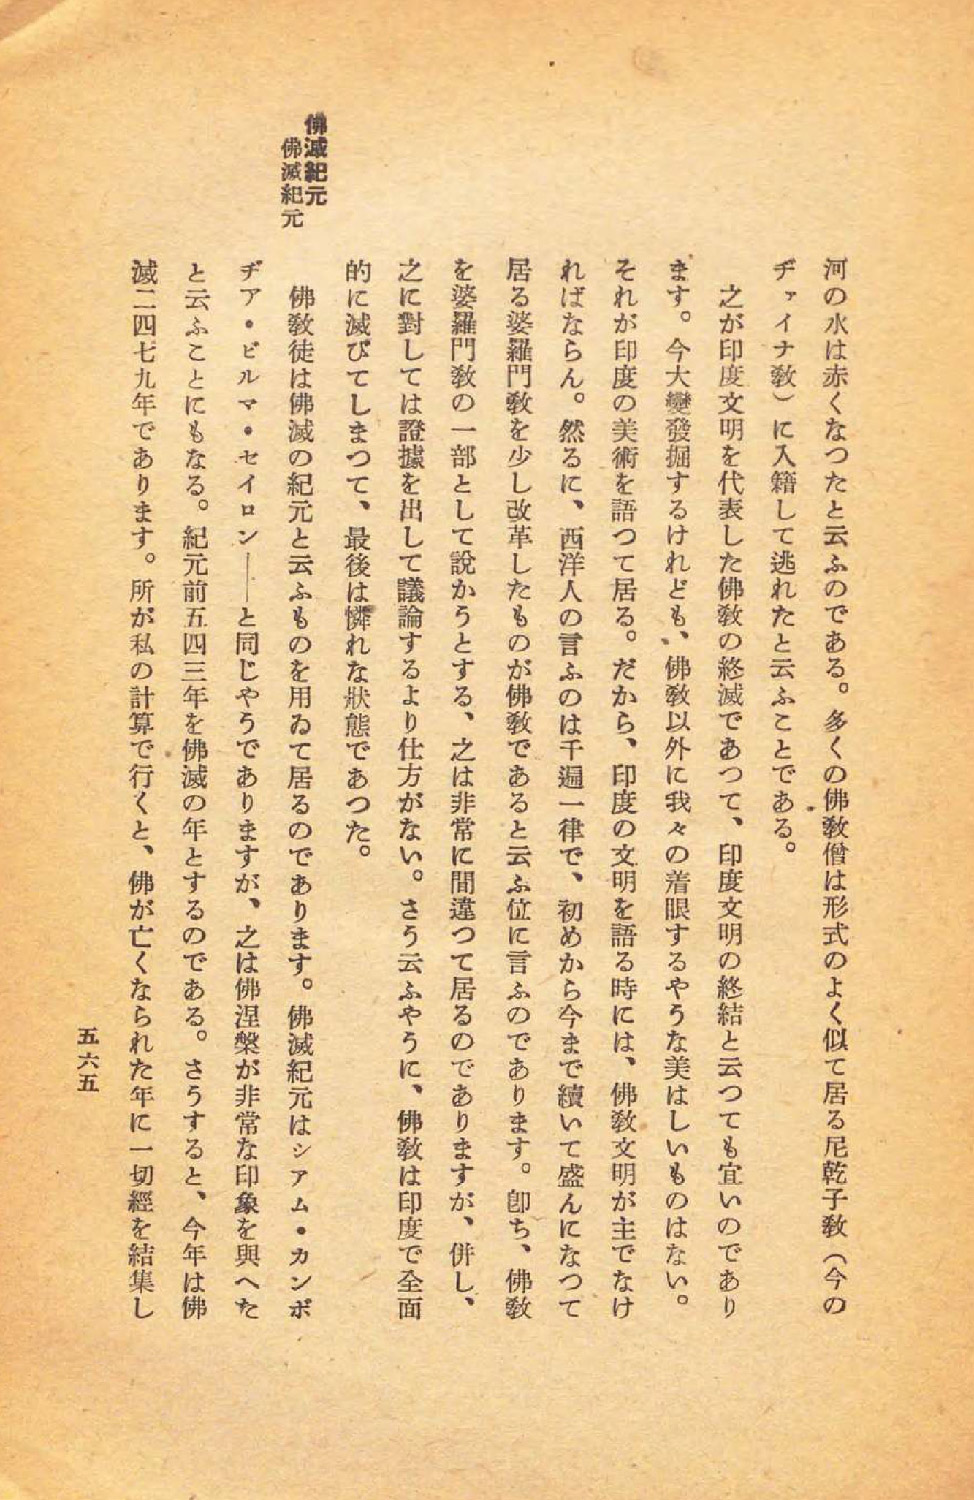 河の水は赤くなつたと云ふのである。多くの佛敎僧は形式のよく似て居る尼乾子敎（今の
ヂァイナ敎）に入籍して逃れたと云ふことである。
之が印度文明を代表した佛敎の終滅であつて、印度文明の終結と云つても宜いのであり
ます。今大變發掘するけれども、佛敎以外に我々の着眼するやうな美はしいものはない。
それが印度の美術を語つて居る。だから、印度の文明を語る時には、佛敎文明が主でなけ
ればならん。然るに、西洋人の言ふのは千遍一律で、初めから今まで續いて盛んになつて
居る婆羅門敎を少し改革したものが佛敎であると云ふ位に言ふのであります。卽ち、佛敎
を婆羅門敎の一部として說かうとする、之は非常に間違つて居るのでありますが、併し、
之に對しては證據を出して議論するより仕方がない。さう云ふやうに、佛敎は印度で全面
的に滅びてしまつて、最後は憐れな狀態であつた。
佛滅紀元
佛滅紀元
佛敎徒は佛滅の紀元と云ふものを用ゐて居るのであります。佛滅紀元はシアム・カンボ
ヂア・ビルマ・セイロン——と同じやうでありますが、之は佛涅槃が非常な印象を與へた
と云ふことにもなる。紀元前五四三年を佛滅の年とするのである。さうすると、今年は佛
滅二四七九年であります。所が私の計算で行くと、佛が亡くなられた年に一切經を結集し
五六五